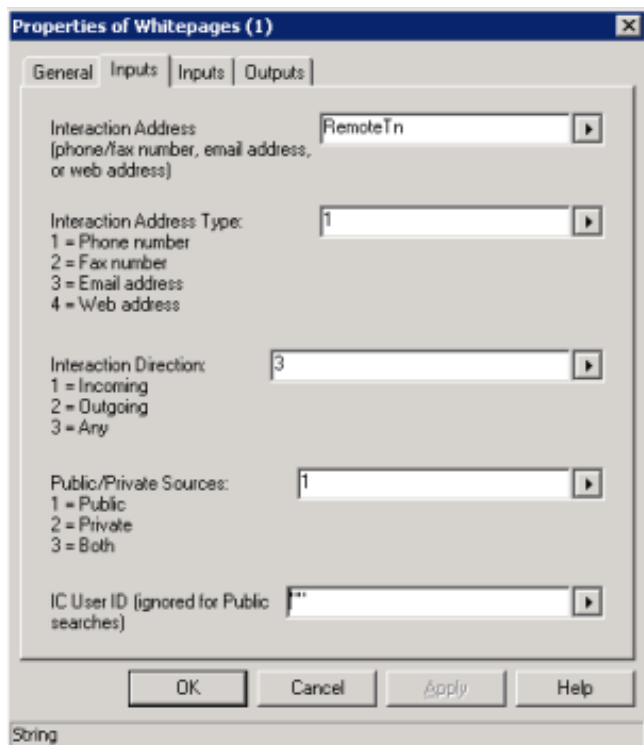 Properties of Whitepages (1)
General Inputs Inputs Outputs
Interaction Address
(phone/fax number, email address,
or web address)
RemoteTn
Interaction Address Type:
1
1 = Phone number
2 = Fax number
3 = Email address
4 = Web address
Interaction Direction:
3
1 = Incoming
2 = Outgoing
3 = Any
Public/Private Sources:
1
1 = Public
2 = Private
3 = Both
IC User ID (ignored for Public
searches)
""
OK Cancel Apply Help
String